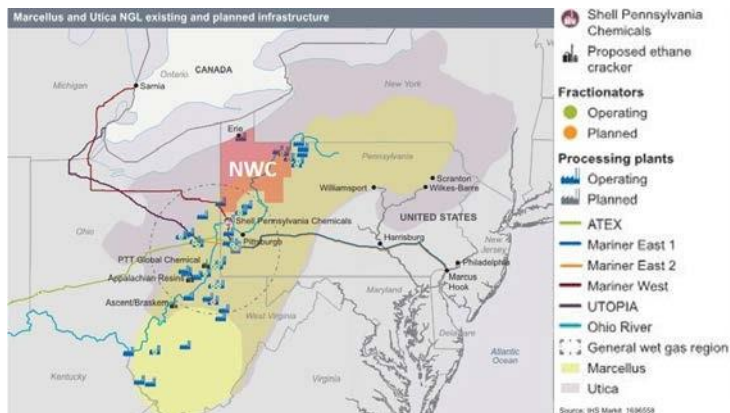 Marcellus and Utica NGL existing and planned infrastructure
CANADA
Ontario
Michigan
Sarnia
New York
Erie
NWC
Pennsylvania
Scranton
Williamsport
Wilkes-Barre
Shell Pennsylvania Chemicals
UNITED STATES
Ohio
Pittsburgh
Harrisburg
New
Jersey
PTT Global Chemical
Philadelphia
Appalachian Resins
Marcus
Hook
Ascent/Braskem
Maryland
West Virginia
Delaware
Atlantic
Ocean
Kentucky
Virginia
Shell Pennsylvania
Chemicals
Proposed ethane
cracker
Fractionators
Operating
Planned
Processing plants
Operating
Planned
ATEX
Mariner East 1
Mariner East 2
Mariner West
UTOPIA
Ohio River
General wet gas region
Marcellus
Utica
Source: IHS Markit 1696559